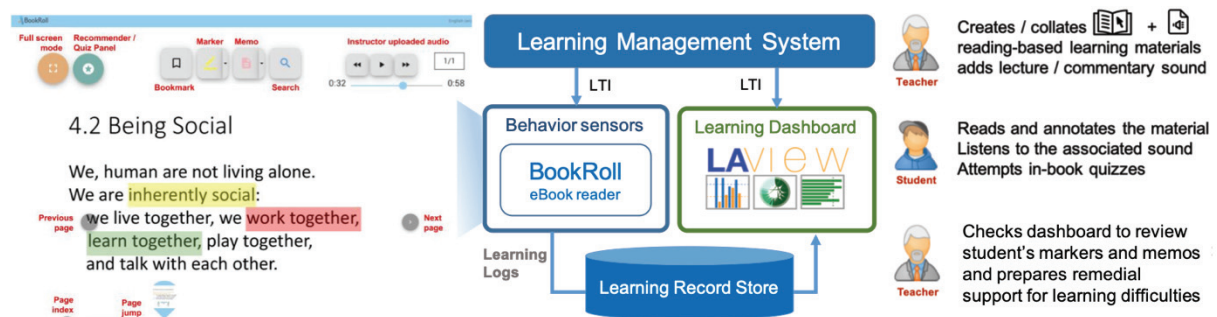 BookRoll
Full screen
mode
Recommender /
Quiz Panel
Marker
Memo
Bookmark
Search
Instructor uploaded audio
1/1
0:32
0:58
4.2 Being Social
We, human are not living alone.
We are inherently social:
we live together, we work together,
learn together, play together,
and talk with each other.
Previous
page
Next
page
Page
index
Page
jump
Learning Management System
LTI
LTI
Behavior sensors
BookRoll
eBook reader
Learning Dashboard
LAVIEW
Learning
Logs
Learning Record Store
Teacher
Creates / collates +
reading-based learning materials
adds lecture / commentary sound
Student
Reads and annotates the material
Listens to the associated sound
Attempts in-book quizzes
Teacher
Checks dashboard to review
student's markers and memos
and prepares remedial
support for learning difficulties